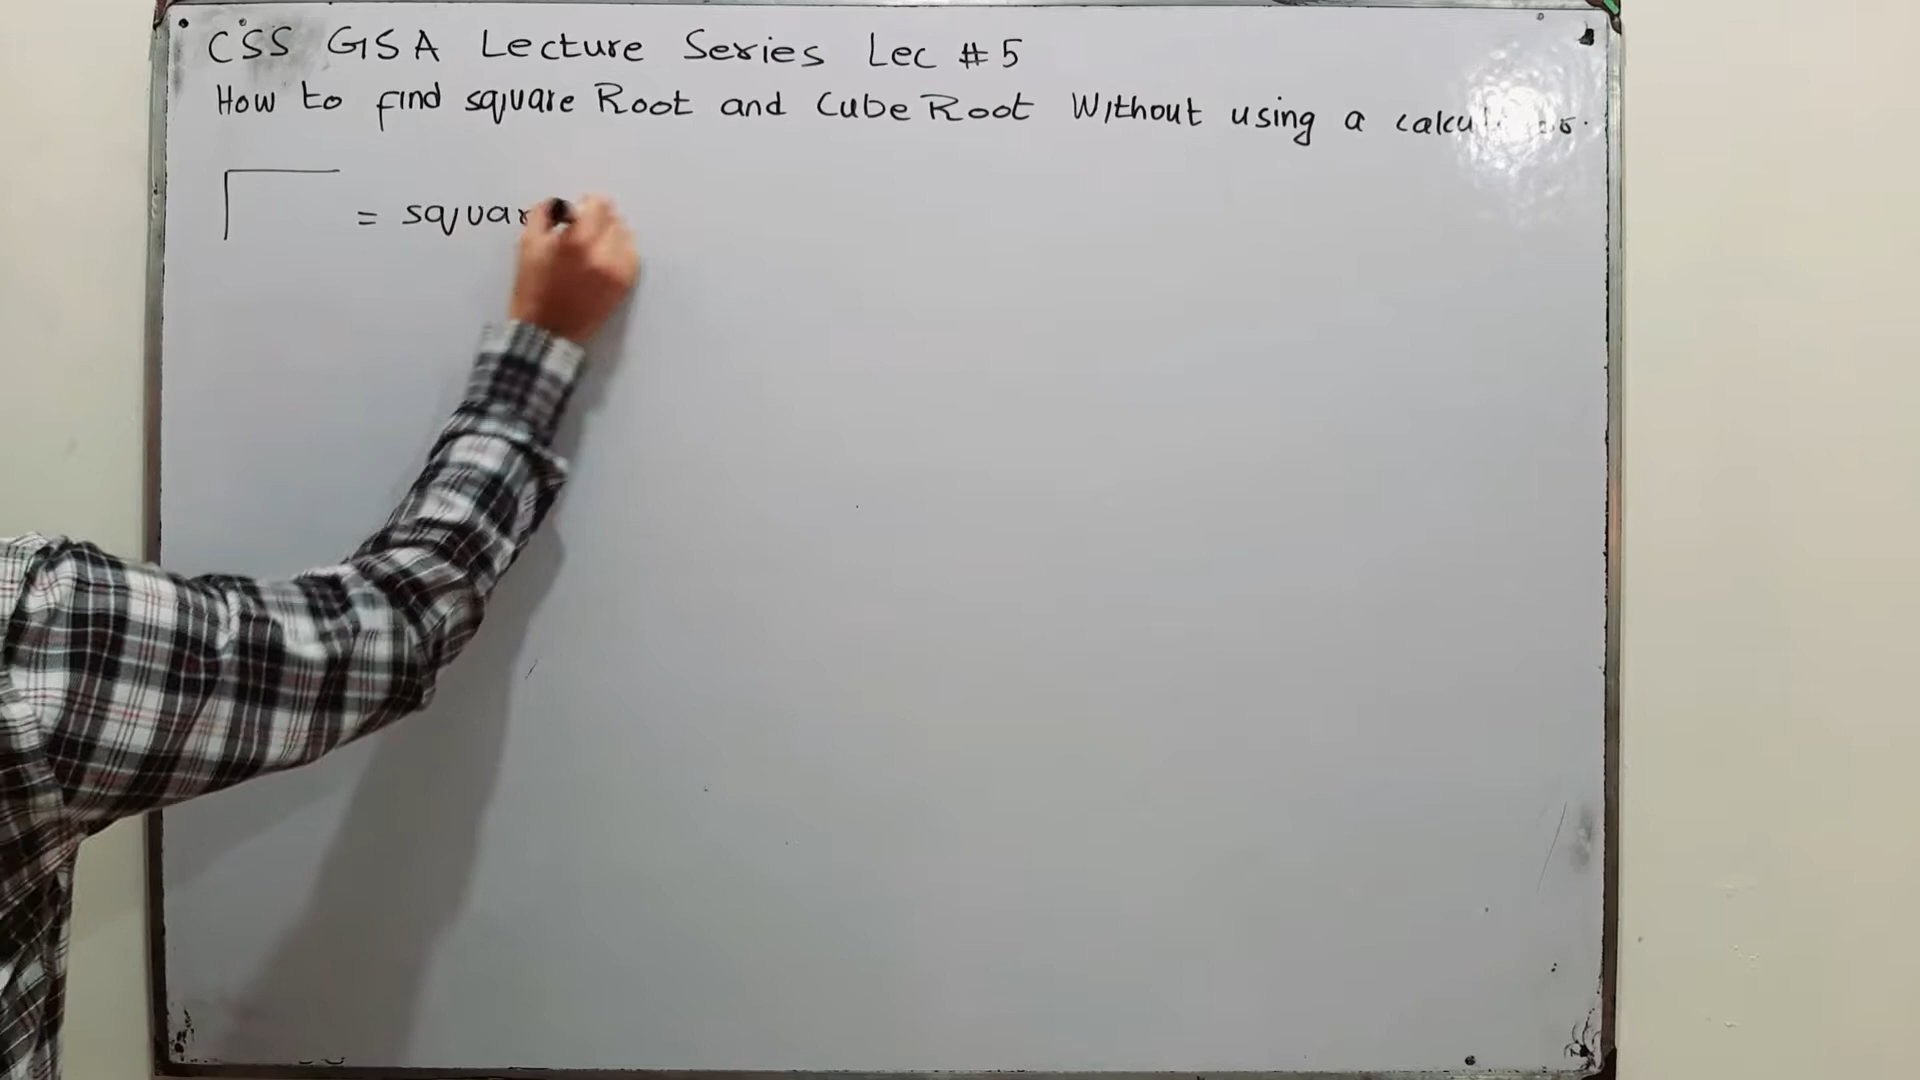 CSS GSA Lecture Series Lec # 5
How to find square Root and Cube Root Without using a
= squar